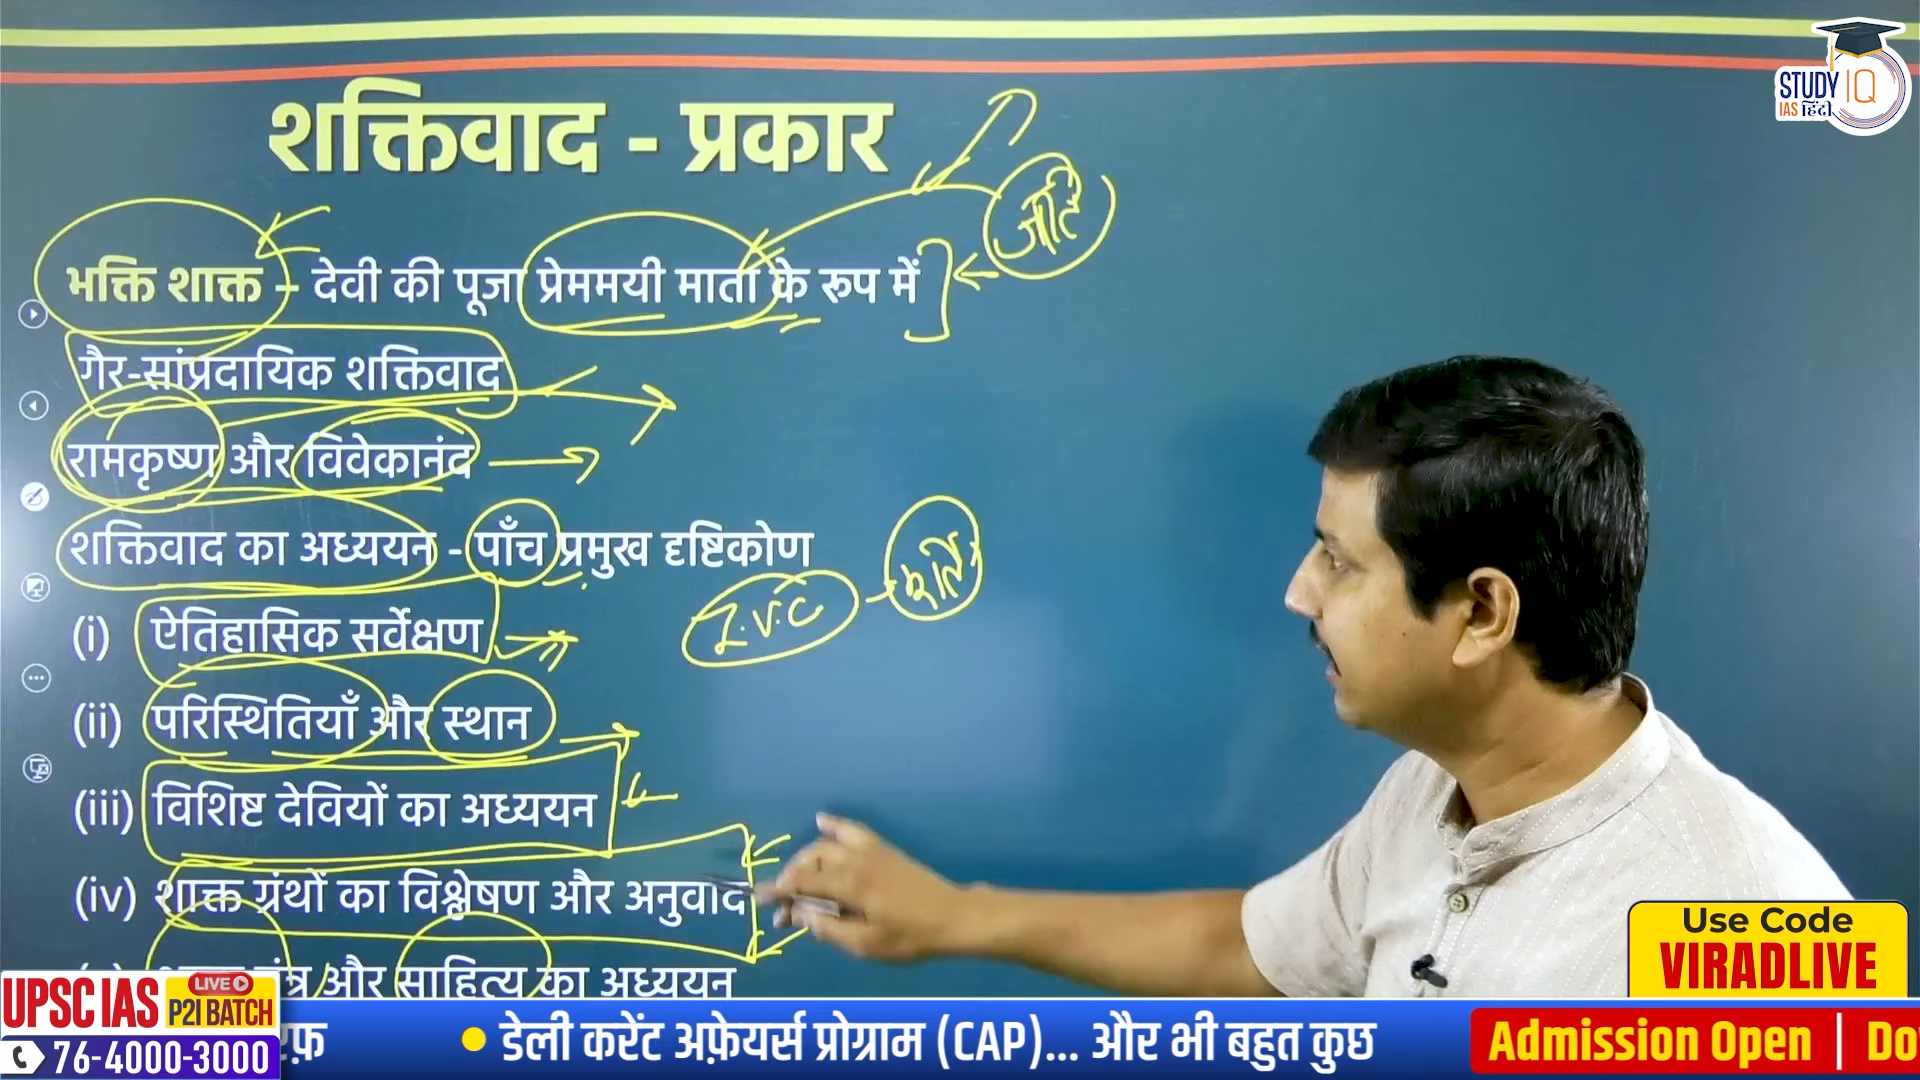 STUDY IQ
IAS हिंदी
शक्तिवाद - प्रकार
भक्ति शाक्त – देवी की पूजा प्रेममयी माता के रूप में
गैर-सांप्रदायिक शक्तिवाद
रामकृष्ण और विवेकानंद
शक्तिवाद का अध्ययन - पाँच प्रमुख दृष्टिकोण
I.V.C
(i) ऐतिहासिक सर्वेक्षण
(ii) परिस्थितियाँ और स्थान
(iii) विशिष्ट देवियों का अध्ययन
(iv) शाक्त ग्रंथों का विश्लेषण और अनुवाद
और साहित्य का अध्ययन
Use Code
VIRADLIVE
UPSC IAS LIVE P2I BATCH
76-4000-3000
डेली करेंट अफ़ेयर्स प्रोग्राम (CAP)... और भी बहुत कुछ
Admission Open |